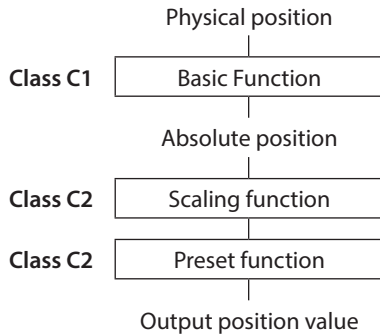 Physical position
Class C1 Basic Function
Absolute position
Class C2 Scaling function
Class C2 Preset function
Output position value